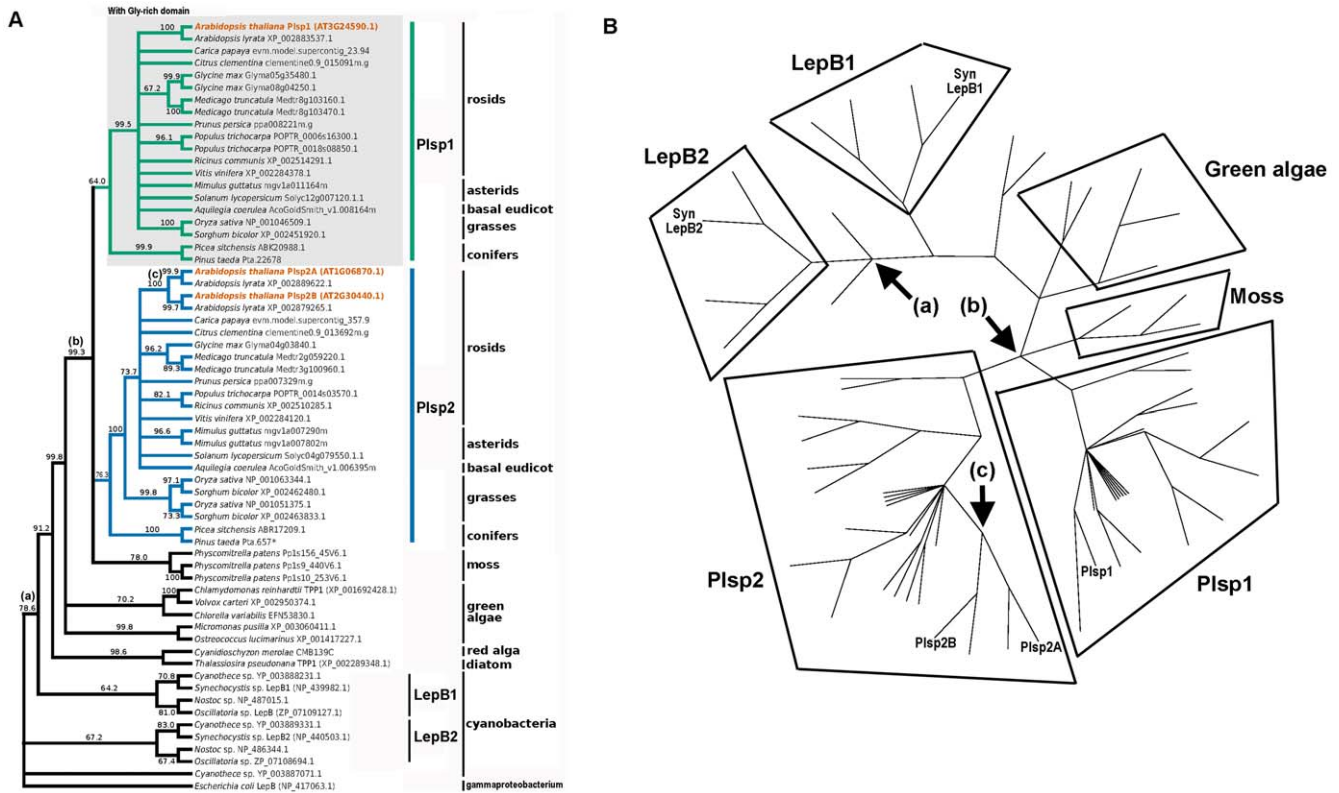 A
With Gly-rich domain
100
Arabidopsis thaliana Plsp1 (AT3G24590.1)
Arabidopsis lyrata XP_002883537.1
Carica papaya evm.model.supercontig_23.94
Citrus clementina clementine0.9_015091m.g
99.9
Glycine max Glyma05g35480.1
67.2
Glycine max Glyma08g04250.1
Medicago truncatula Medtr8g103160.1
100
Medicago truncatula Medtr8g103470.1
99.5
Prunus persica ppa008221m.g
96.1
Populus trichocarpa POPTR_0006s16300.1
Populus trichocarpa POPTR_0018s08850.1
Ricinus communis XP_002514291.1
Vitis vinifera XP_002284378.1
64.0
Mimulus guttatus mgv1a011164m
Solanum lycopersicum Solyc12g007120.1.1
Aquilegia coerulea AcoGoldSmith_v1.008164m
100
Oryza sativa NP_001046509.1
Sorghum bicolor XP_002451920.1
99.9
Picea sitchensis ABK20988.1
Pinus taeda Pta.22678
(c)
99.9
Arabidopsis thaliana Plsp2A (AT1G06870.1)
100
Arabidopsis lyrata XP_002889622.1
Arabidopsis thaliana Plsp2B (AT2G30440.1)
99.7
Arabidopsis lyrata XP_002879265.1
Carica papaya evm.model.supercontig_357.9
Citrus clementina clementine0.9_013692m.g
(b)
99.3
96.2
Glycine max Glyma04g03840.1
Medicago truncatula Medtr2g059220.1
89.3
Medicago truncatula Medtr3g100960.1
73.7
Prunus persica ppa007329m.g
82.1
Populus trichocarpa POPTR_0014s03570.1
Ricinus communis XP_002510285.1
Vitis vinifera XP_002284120.1
100
96.6
Mimulus guttatus mgv1a007290m
Mimulus guttatus mgv1a007802m
Solanum lycopersicum Solyc04g079550.1.1
99.8
76.3
Aquilegia coerulea AcoGoldSmith_v1.006395m
97.1
Oryza sativa NP_001063344.1
99.8
Sorghum bicolor XP_002462480.1
Oryza sativa NP_001051375.1
73.3
Sorghum bicolor XP_002463833.1
91.2
100
Picea sitchensis ABR17209.1
Pinus taeda Pta.657*
78.0
Physcomitrella patens Pp1s156_45V6.1
Physcomitrella patens Pp1s9_440V6.1
100
Physcomitrella patens Pp1s10_253V6.1
(a)
78.6
100
Chlamydomonas reinhardtii TPP1 (XP_001692428.1)
70.2
Volvox carteri XP_002950374.1
Chlorella variabilis EFN53830.1
99.8
Micromonas pusilla XP_003060411.1
Ostreococcus lucimarinus XP_001417227.1
98.6
Cyanidioschyzon merolae CMB139C
Thalassiosira pseudonana TPP1 (XP_002289348.1)
70.8
Cyanothece sp. YP_003888231.1
64.2
Synechocystis sp. LepB1 (NP_439982.1)
Nostoc sp. NP_487015.1
81.0
Oscillatoria sp. LepB (ZP_07109127.1)
83.0
Cyanothece sp. YP_003889331.1
67.2
Synechocystis sp. LepB2 (NP_440503.1)
Nostoc sp. NP_486344.1
67.4
Oscillatoria sp. ZP_07108694.1
Cyanothece sp. YP_003887071.1
Escherichia coli LepB (NP_417063.1)
Plsp1
Plsp2
LepB1
LepB2
rosids
asterids
basal eudicot
grasses
conifers
rosids
asterids
basal eudicot
grasses
conifers
moss
green
algae
red alga
diatom
cyanobacteria
gammaproteobacterium
B
LepB1
Syn
LepB1
LepB2
Syn
LepB2
Green algae
Moss
(a)
(b)
(c)
Plsp2
Plsp2B
Plsp2A
Plsp1
Plsp1